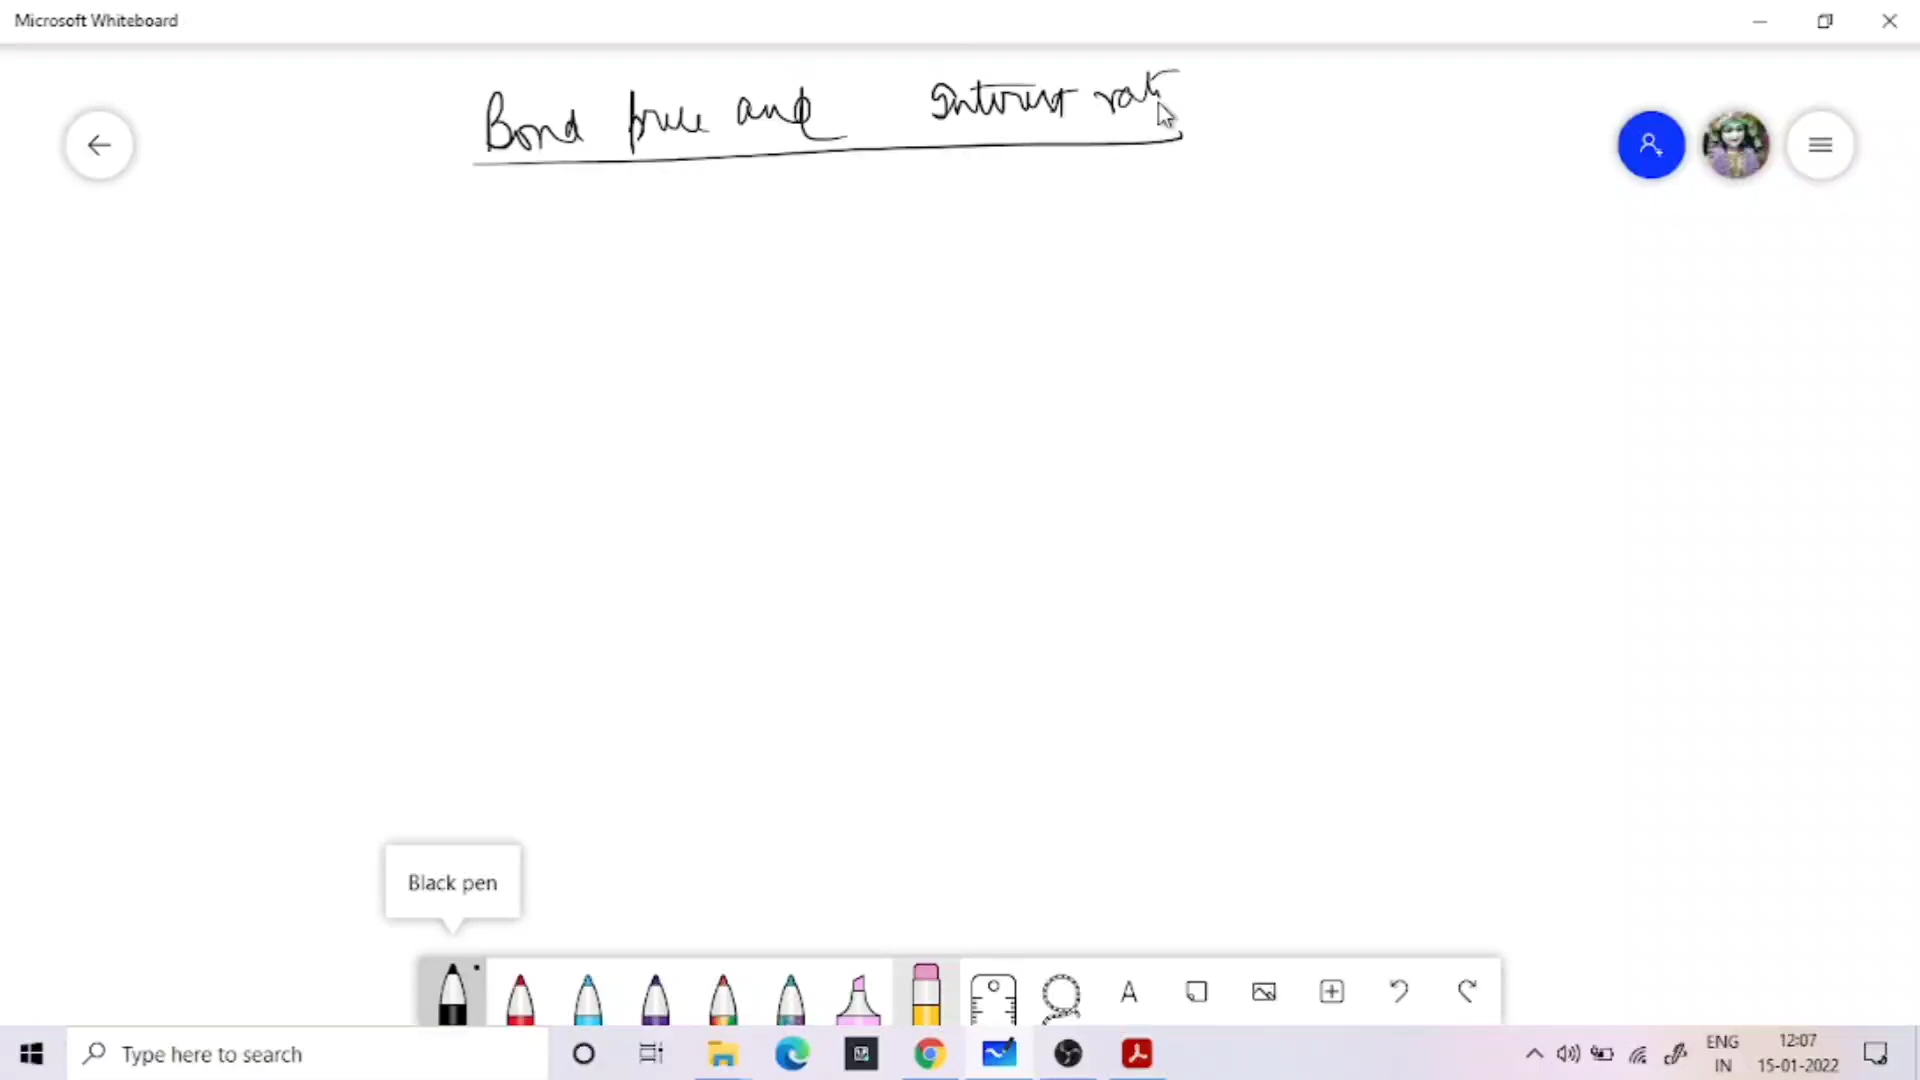 Microsoft Whiteboard
Bond price and Interest rate
Black pen
A
Type here to search
ENG
IN
12:07
15-01-2022